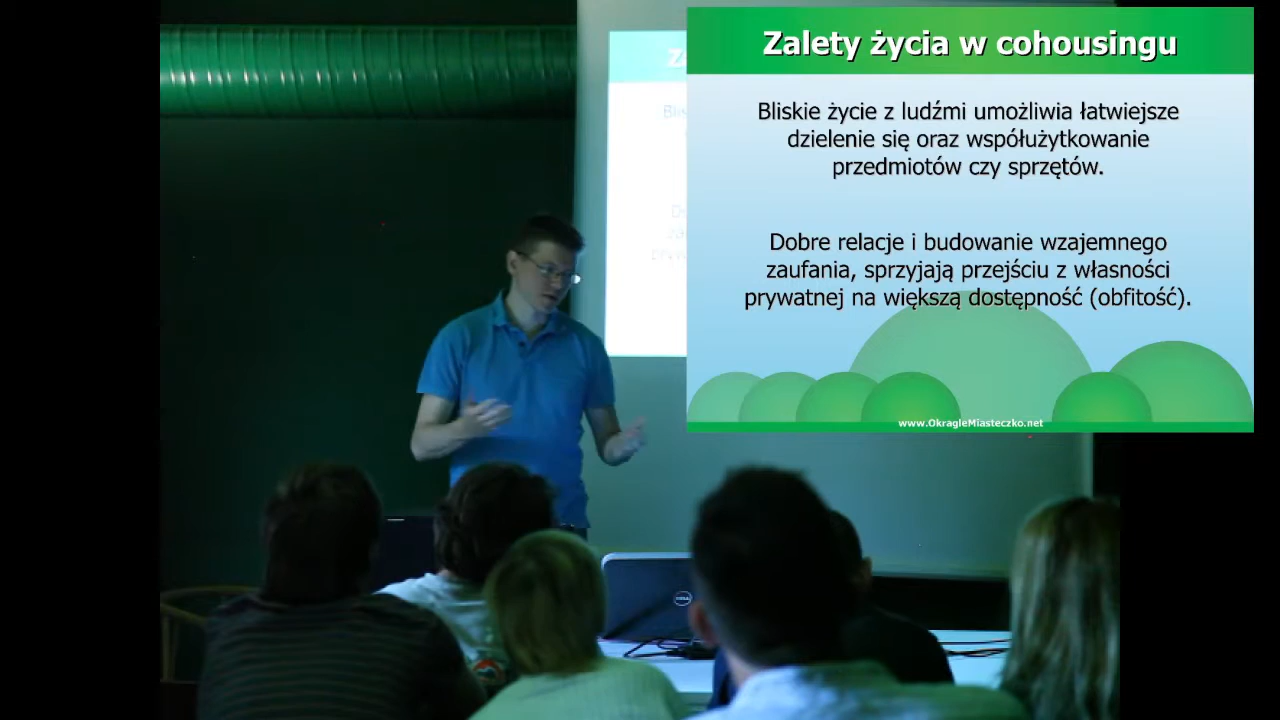 Zalety życia w cohousingu
Bliskie życie z ludźmi umożliwia łatwiejsze
dzielenie się oraz współużytkowanie
przedmiotów czy sprzętów.
Dobre relacje i budowanie wzajemnego
zaufania, sprzyjają przejściu z własności
prywatnej na większą dostępność (obfitość).
www.OkragleMiasteczko.net
DELL